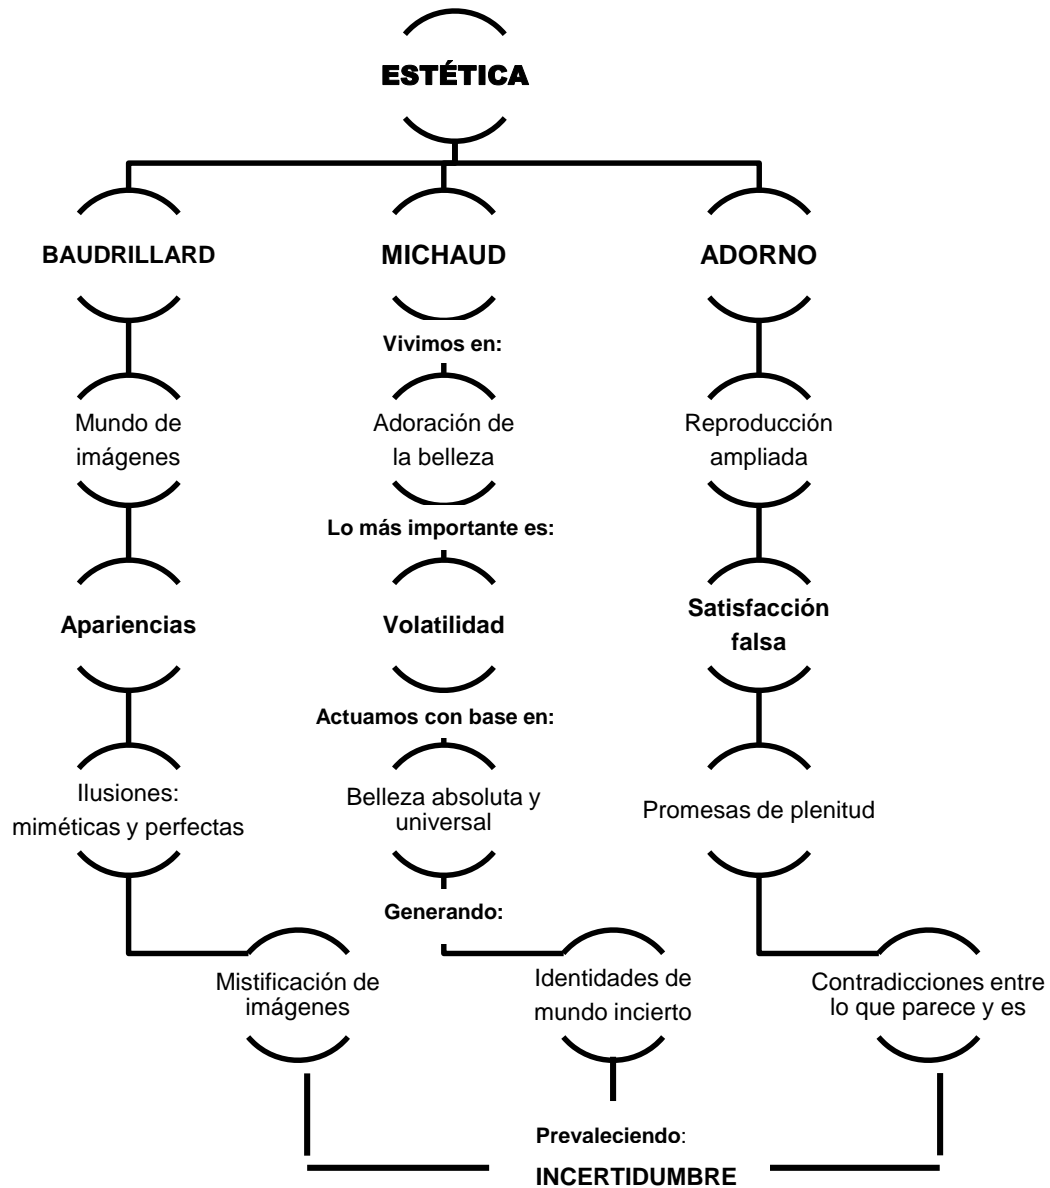 ESTÉTICA
BAUDRILLARD
MICHAUD
ADORNO
Vivimos en:
Mundo de
imágenes
Adoración de
la belleza
Reproducción
ampliada
Lo más importante es:
Apariencias
Volatilidad
Satisfacción
falsa
Actuamos con base en:
Ilusiones:
miméticas y perfectas
Belleza absoluta y
universal
Promesas de plenitud
Generando:
Mistificación de
imágenes
Identidades de
mundo incierto
Contradicciones entre
lo que parece y es
Prevaleciendo:
INCERTIDUMBRE